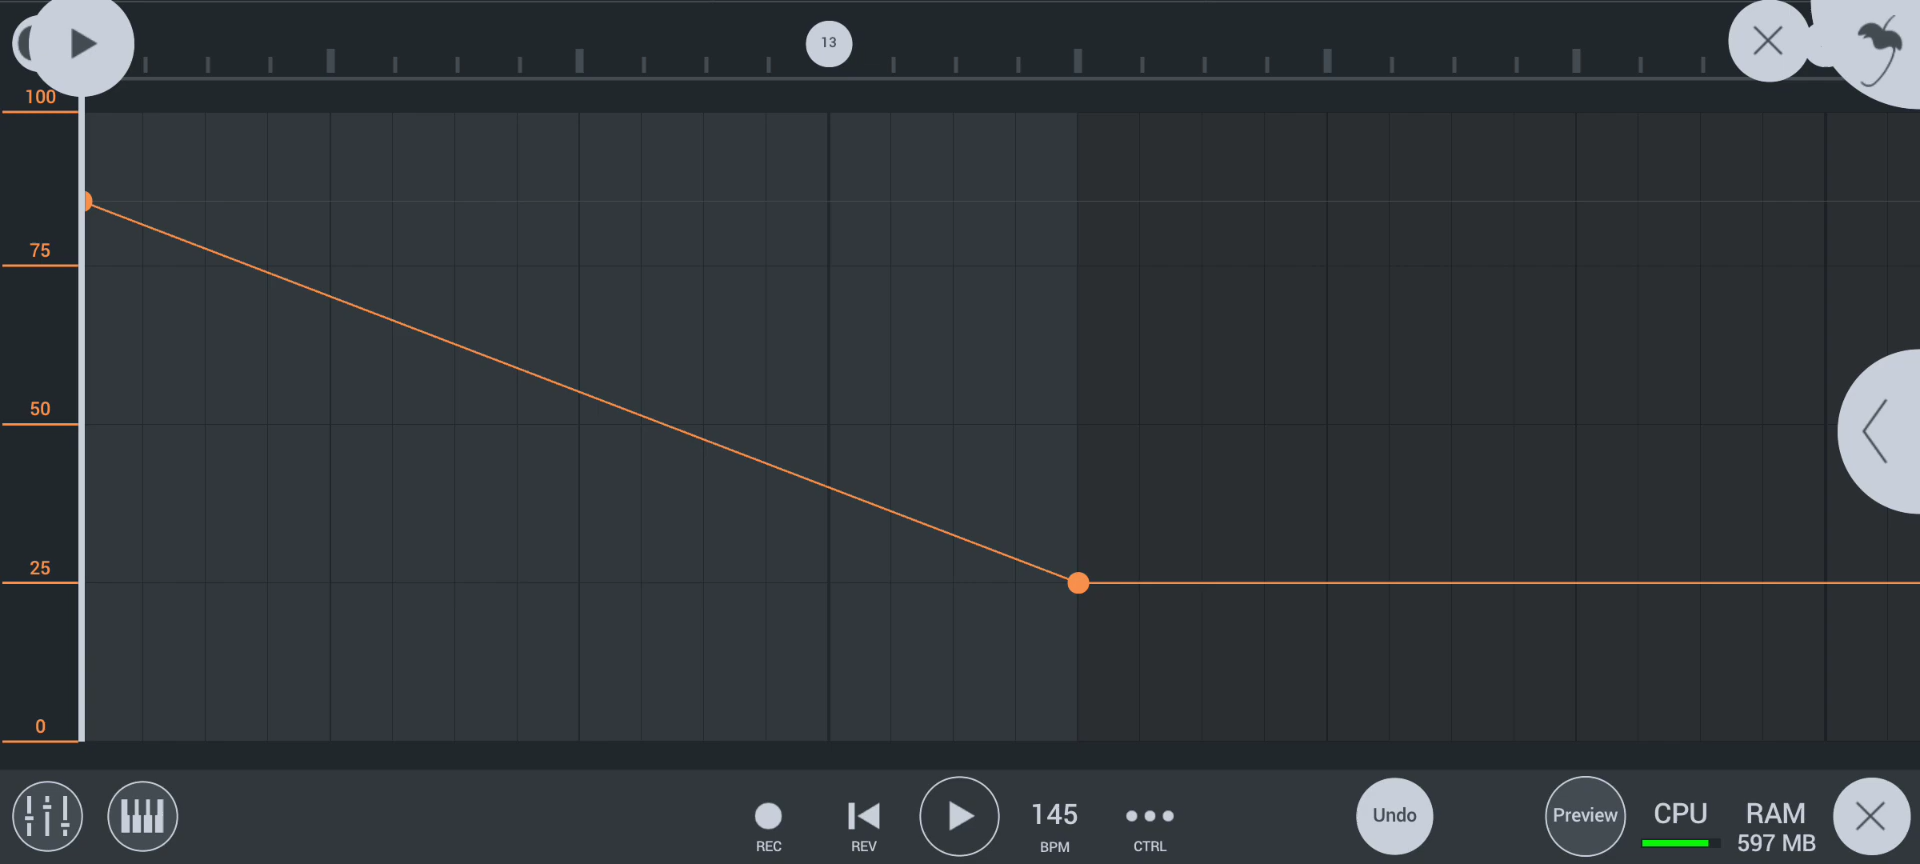 13
100
75
50
25
0
REC
REV
145
BPM
CTRL
Undo
Preview
CPU
RAM
597 MB